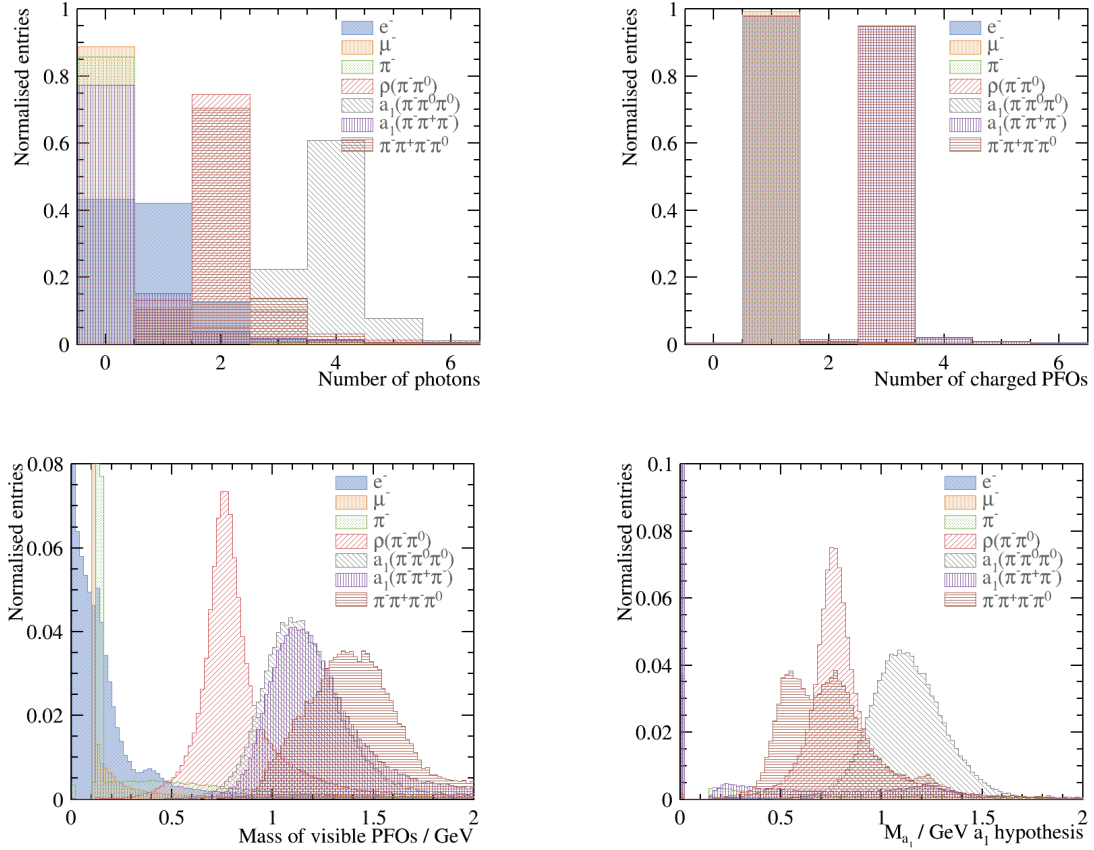 Normalised entries
1
0.8
0.6
0.4
0.2
0
0 2 4 6
Number of photons
e⁻
μ⁻
π⁻
ρ(π⁻π⁰)
a₁(π⁻π⁰π⁰)
a₁(π⁻π⁺π⁻)
π⁻π⁺π⁻π⁰
Normalised entries
1
0.8
0.6
0.4
0.2
0
0 2 4 6
Number of charged PFOs
e⁻
μ⁻
π⁻
ρ(π⁻π⁰)
a₁(π⁻π⁰π⁰)
a₁(π⁻π⁺π⁻)
π⁻π⁺π⁻π⁰
Normalised entries
0.08
0.06
0.04
0.02
0
0 0.5 1 1.5 2
Mass of visible PFOs / GeV
e⁻
μ⁻
π⁻
ρ(π⁻π⁰)
a₁(π⁻π⁰π⁰)
a₁(π⁻π⁺π⁻)
π⁻π⁺π⁻π⁰
Normalised entries
0.1
0.08
0.06
0.04
0.02
0
0 0.5 1 1.5 2
M_a₁ / GeV a₁ hypothesis
e⁻
μ⁻
π⁻
ρ(π⁻π⁰)
a₁(π⁻π⁰π⁰)
a₁(π⁻π⁺π⁻)
π⁻π⁺π⁻π⁰